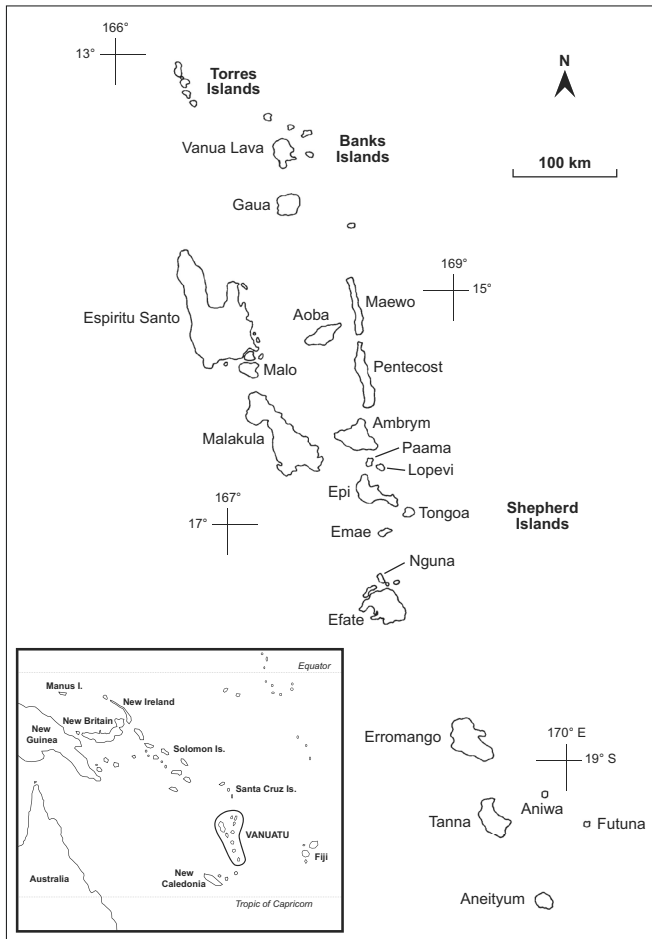 166°
13°
Torres
Islands
N
Vanua Lava
Banks
Islands
100 km
Gaua
169°
15°
Espiritu Santo
Aoba
Maewo
Malo
Pentecost
Malakula
Ambrym
Paama
Lopevi
Epi
167°
17°
Tongoa
Shepherd
Islands
Emae
Nguna
Efate
Equator
Manus I.
New Ireland
New Britain
New
Guinea
Solomon Is.
Santa Cruz Is.
VANUATU
New
Caledonia
Fiji
Australia
Tropic of Capricorn
Erromango
170° E
19° S
Aniwa
Tanna
Futuna
Aneityum